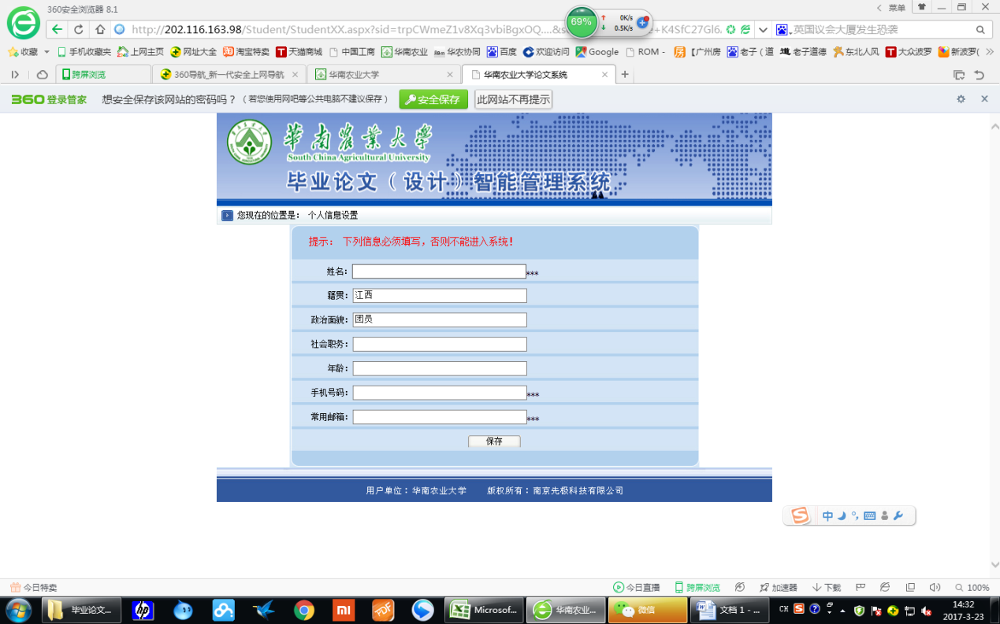 360安全浏览器 8.1
菜单
69%
0K/s
0.5K/s
http://202.116.163.98/Student/StudentXX.aspx?sid=trpCWmeZ1v8Xq3vbiBgxOQ....&s
+K4SfC27Gl6.
英国议会大厦发生恐袭
收藏 手机收藏夹 上网主页 网址大全 淘宝特卖 天猫商城 中国工商 华南农业 华农协同 百度 欢迎访问 Google ROM - 【广州房 老子(道 老子道德 东北人风 大众波罗 新波罗(
跨屏浏览 360导航_新一代安全上网导航 华南农业大学 华南农业大学论文系统
360登录管家 想安全保存该网站的密码吗?(若您使用网吧等公共电脑不建议保存) 安全保存 此网站不再提示
華南農業大學
South China Agricultural University
毕业论文(设计)智能管理系统
您现在的位置是: 个人信息设置
提示: 下列信息必须填写,否则不能进入系统!
姓名: ***
籍贯: 江西
政治面貌: 团员
社会职务:
年龄:
手机号码: ***
常用邮箱: ***
保存
用户单位:华南农业大学 版权所有:南京先极科技有限公司
中
今日特卖 今日直播 跨屏浏览 加速器 下载 100%
毕业论文... hp mi Microsof... 华南农业... 微信 文档 1 - ... CH
14:32
2017-3-23